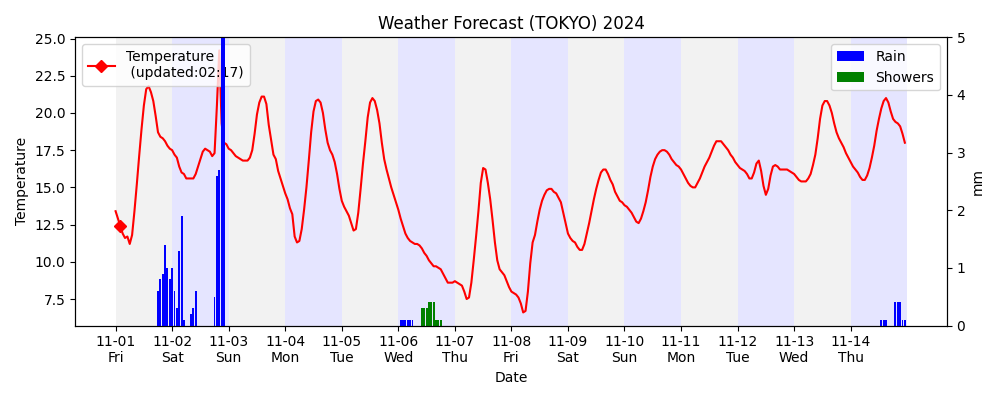 Weather Forecast (TOKYO) 2024
Temperature
(updated:02:17)
Rain
Showers
25.0
22.5
20.0
17.5
15.0
12.5
10.0
7.5
Temperature
5
4
3
2
1
0
mm
11-01 11-02 11-03 11-04 11-05 11-06 11-07 11-08 11-09 11-10 11-11 11-12 11-13 11-14
Fri Sat Sun Mon Tue Wed Thu Fri Sat Sun Mon Tue Wed Thu
Date